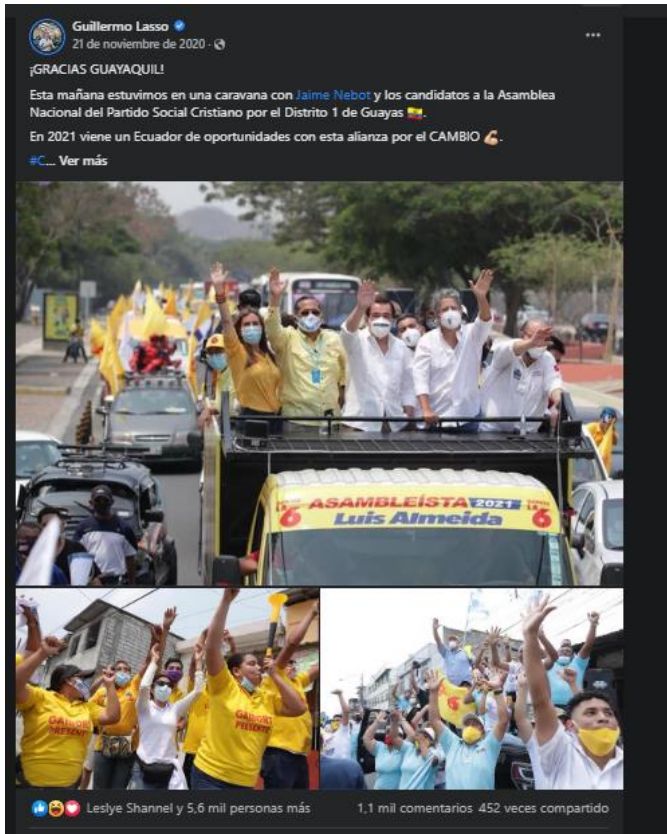 Guillermo Lasso
21 de noviembre de 2020 ·
¡GRACIAS GUAYAQUIL!
Esta mañana estuvimos en una caravana con Jaime Nebot y los candidatos a la Asamblea
Nacional del Partido Social Cristiano por el Distrito 1 de Guayas.
En 2021 viene un Ecuador de oportunidades con esta alianza por el CAMBIO.
#C... Ver más
6 ASAMBLEÍSTA 2021 6
Luis Almeida
PRESENTE
6
Leslye Shannel y 5,6 mil personas más
1,1 mil comentarios 452 veces compartido